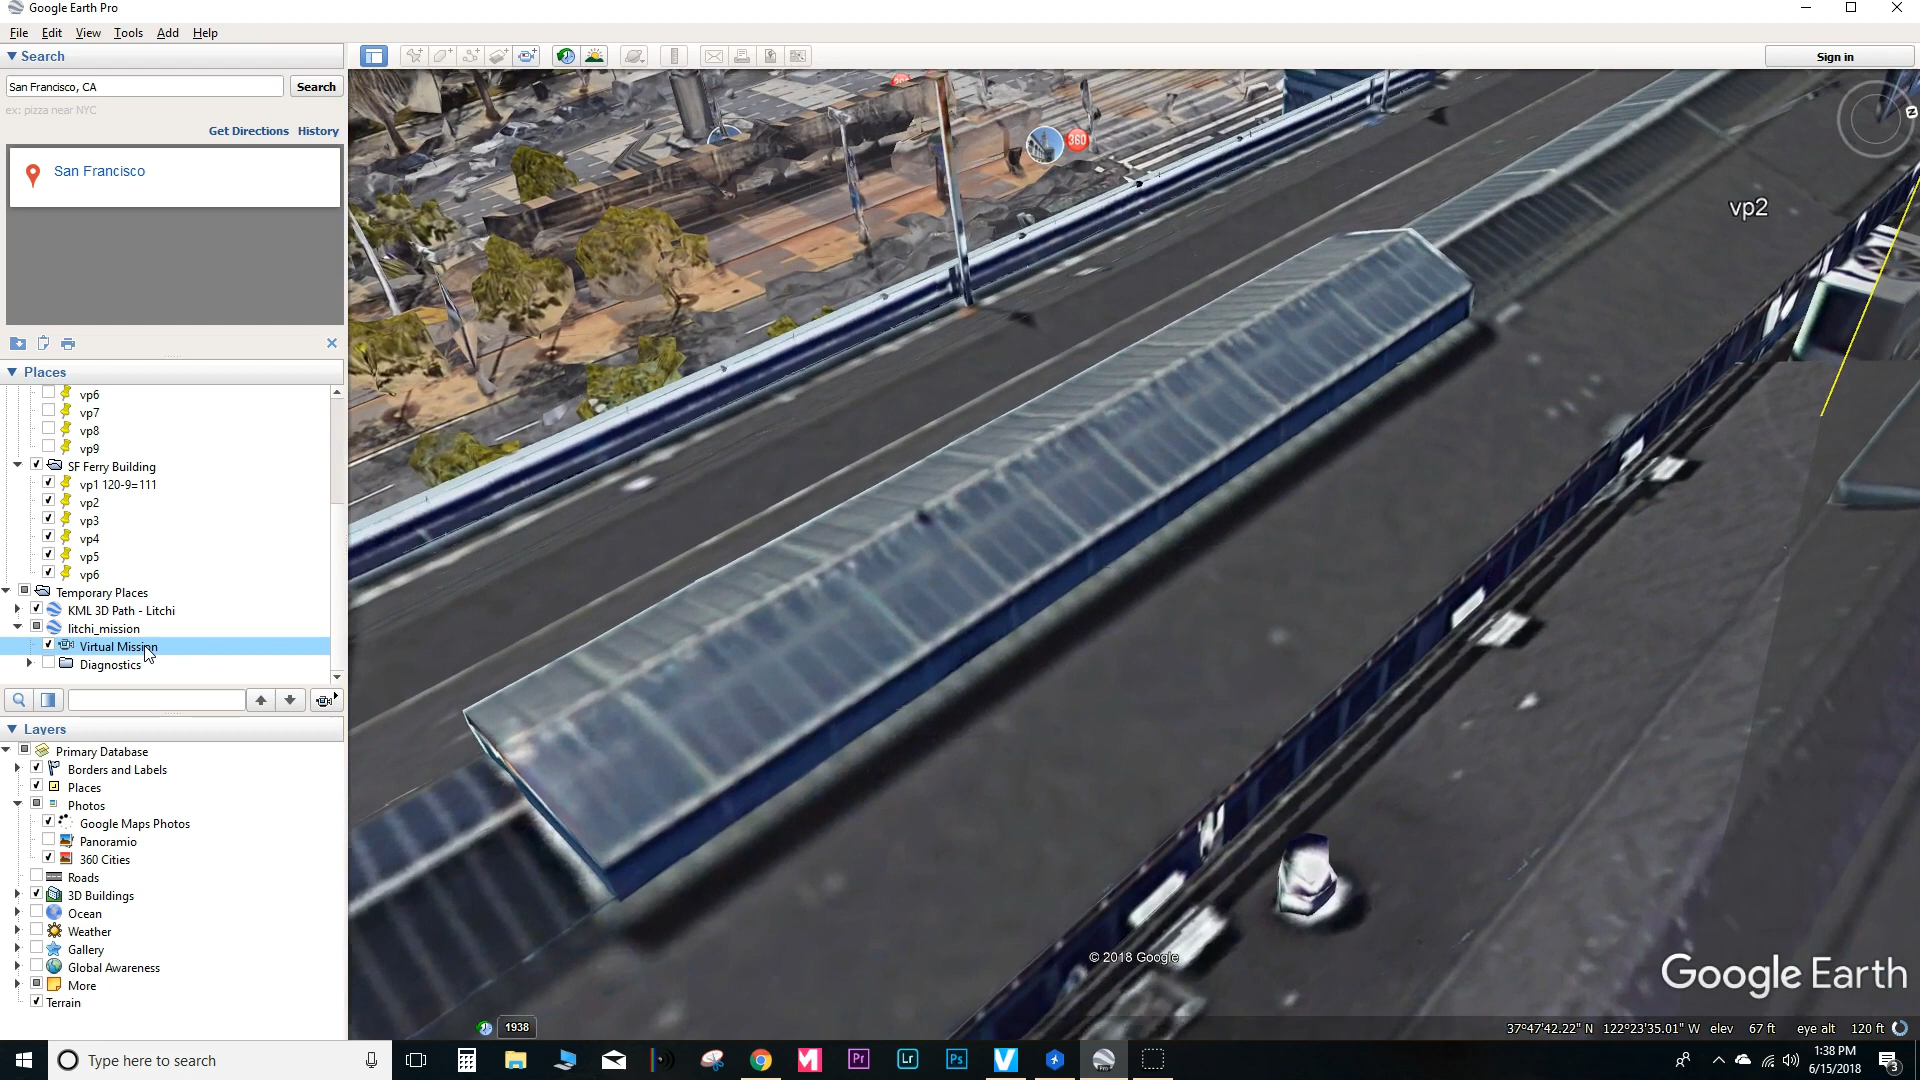 Google Earth Pro
File Edit View Tools Add Help
Search
Sign in
San Francisco, CA
Search
ex: pizza near NYC
Get Directions History
San Francisco
Places
vp6
vp7
vp8
vp9
SF Ferry Building
vp1 120-9=111
vp2
vp3
vp4
vp5
vp6
Temporary Places
KML 3D Path - Litchi
litchi_mission
Virtual Mission
Diagnostics
Layers
Primary Database
Borders and Labels
Places
Photos
Google Maps Photos
Panoramio
360 Cities
Roads
3D Buildings
Ocean
Weather
Gallery
Global Awareness
More
Terrain
360
vp2
© 2018 Google
Google Earth
1938
37°47'42.22" N 122°23'35.01" W elev 67 ft eye alt 120 ft
Type here to search
Pr
Lr
Ps
Pro
1:38 PM
6/15/2018
3